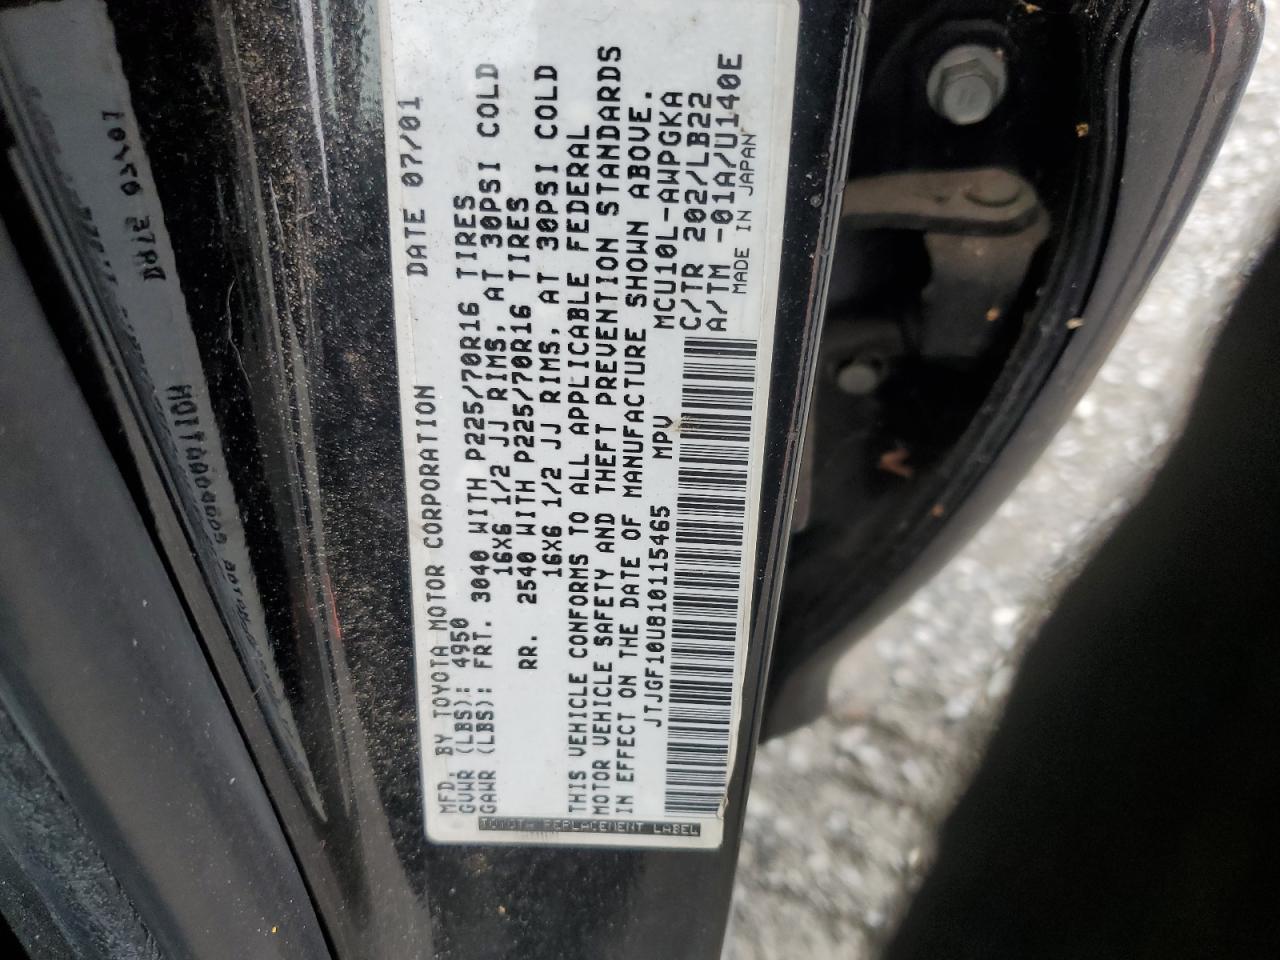 MFD. BY TOYOTA MOTOR CORPORATION DATE 07/01
GVWR (LBS): 4950
GAWR (LBS): FRT. 3040 WITH P225/70R16 TIRES
16X6 1/2 JJ RIMS, AT 30PSI COLD
RR. 2540 WITH P225/70R16 TIRES
16X6 1/2 JJ RIMS, AT 30PSI COLD
THIS VEHICLE CONFORMS TO ALL APPLICABLE FEDERAL
MOTOR VEHICLE SAFETY AND THEFT PREVENTION STANDARDS
IN EFFECT ON THE DATE OF MANUFACTURE SHOWN ABOVE.
JTJGF10U810115465 MPV MCU10L-AWPGKA
C/TR 202/LB22
A/TM -01A/U140E
MADE IN JAPAN
TOYOTA REPLACEMENT LABEL